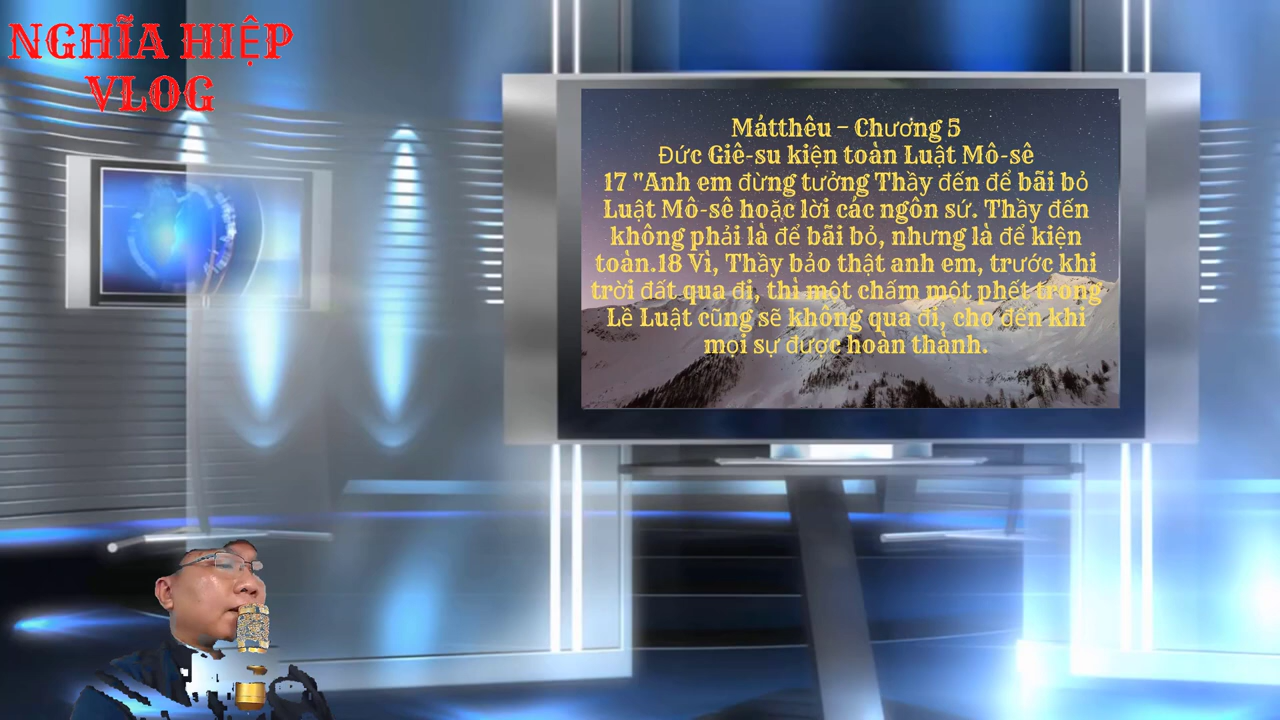 NGHĨA HIỆP
VLOG
Mátthêu – Chương 5
Đức Giê-su kiện toàn Luật Mô-sê
17 "Anh em đừng tưởng Thầy đến để bãi bỏ
Luật Mô-sê hoặc lời các ngôn sứ. Thầy đến
không phải là để bãi bỏ, nhưng là để kiện
toàn.18 Vì, Thầy bảo thật anh em, trước khi
trời đất qua đi, thì một chấm một phết trong
Lề Luật cũng sẽ không qua đi, cho đến khi
mọi sự được hoàn thành.